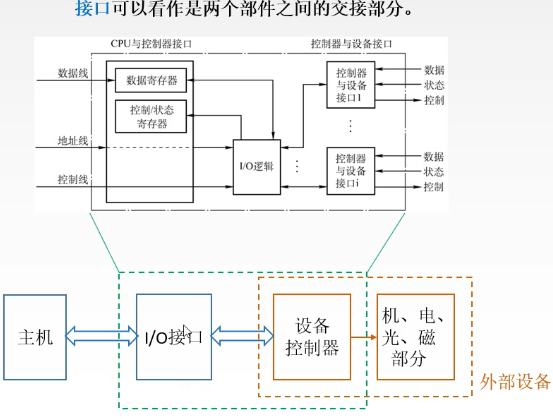 接口可以看作是两个部件之间的交接部分。
CPU与控制器接口
控制器与设备接口
数据线
数据寄存器
控制/状态
寄存器
地址线
控制线
I/O逻辑
控制器
与设备
接口1
数据
状态
控制
⋮
⋮
控制器
与设备
接口i
数据
状态
控制
主机
I/O接口
设备
控制器
机、电、
光、磁
部分
外部设备